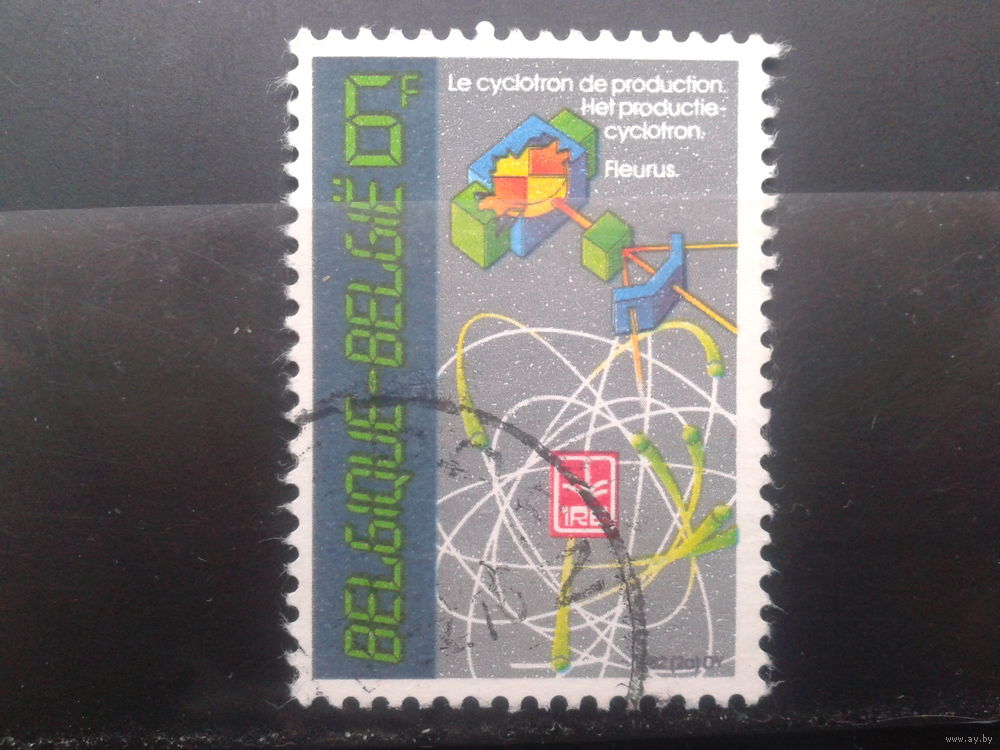 BELGIQUE-BELGIË 6F
Le cyclotron de production.
Het productie-
cyclotron.
Fleurus.
iRE
www.ay.by